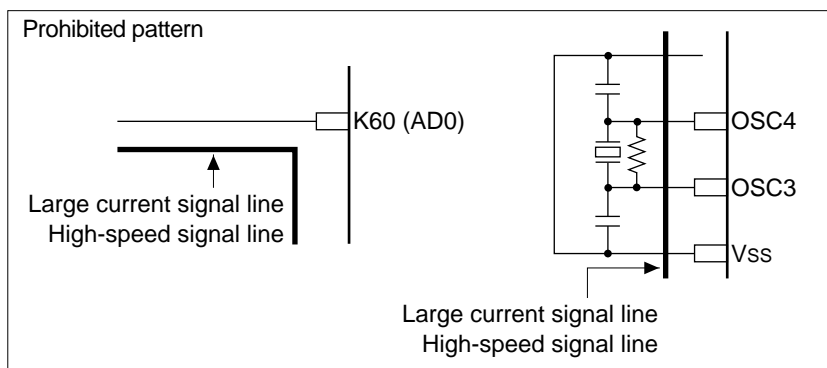 Prohibited pattern
K60 (AD0)
Large current signal line
High-speed signal line
OSC4
OSC3
VSS
Large current signal line
High-speed signal line